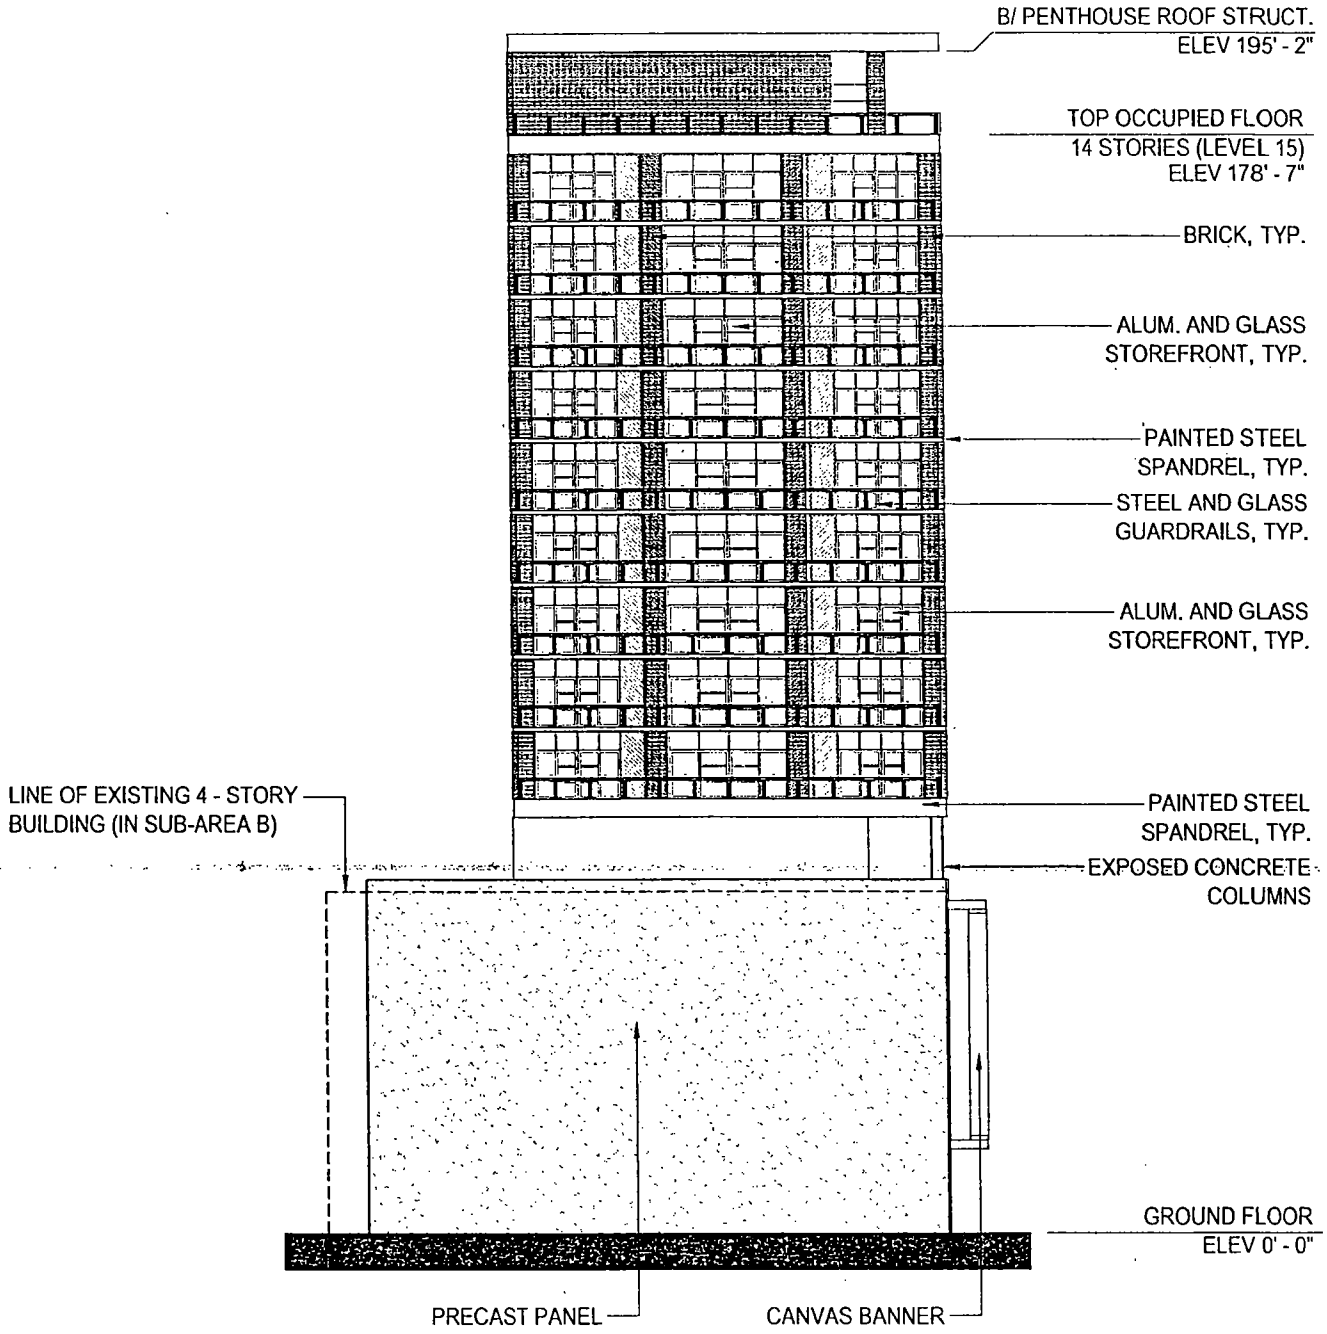 B/ PENTHOUSE ROOF STRUCT.
ELEV 195' - 2"
TOP OCCUPIED FLOOR
14 STORIES (LEVEL 15)
ELEV 178' - 7"
BRICK, TYP.
ALUM. AND GLASS
STOREFRONT, TYP.
PAINTED STEEL
SPANDREL, TYP.
STEEL AND GLASS
GUARDRAILS, TYP.
ALUM. AND GLASS
STOREFRONT, TYP.
LINE OF EXISTING 4 - STORY
BUILDING (IN SUB-AREA B)
PAINTED STEEL
SPANDREL, TYP.
EXPOSED CONCRETE
COLUMNS
GROUND FLOOR
ELEV 0' - 0"
PRECAST PANEL
CANVAS BANNER